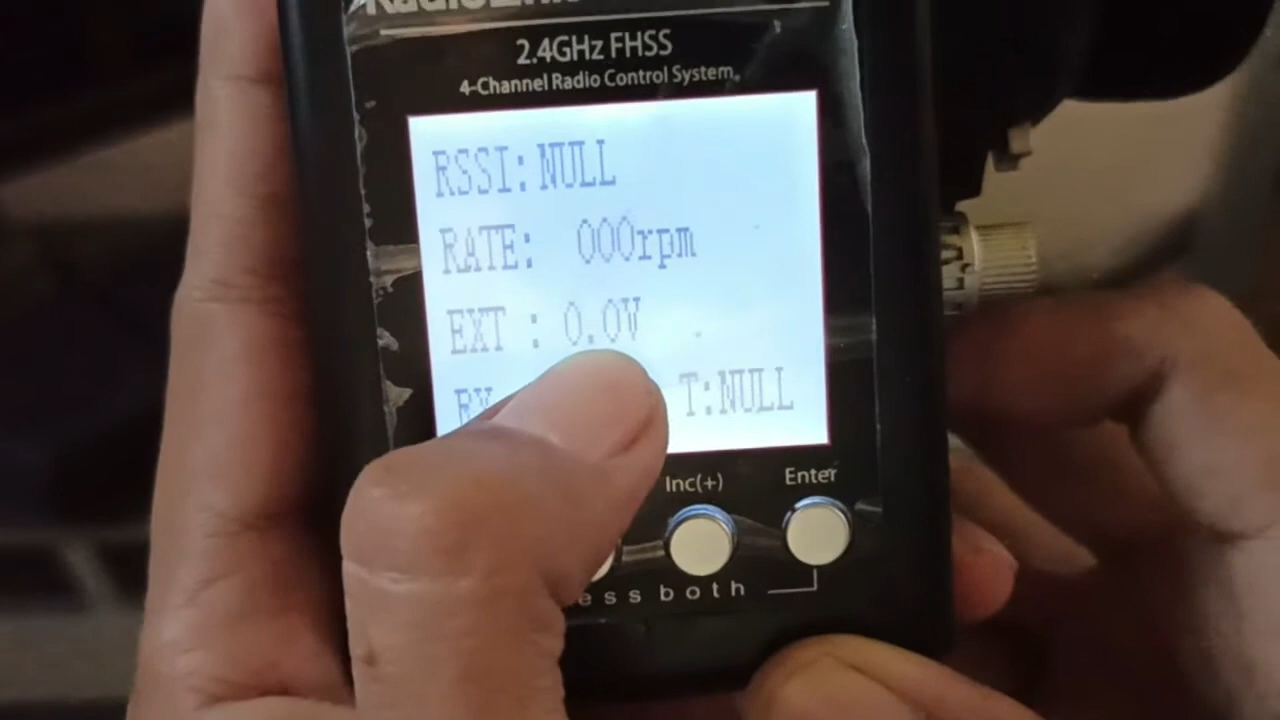 2.4GHz FHSS
4-Channel Radio Control System
RSSI:NULL
RATE: 000rpm
EXT : 0.0V
T:NULL
Inc(+) Enter
both